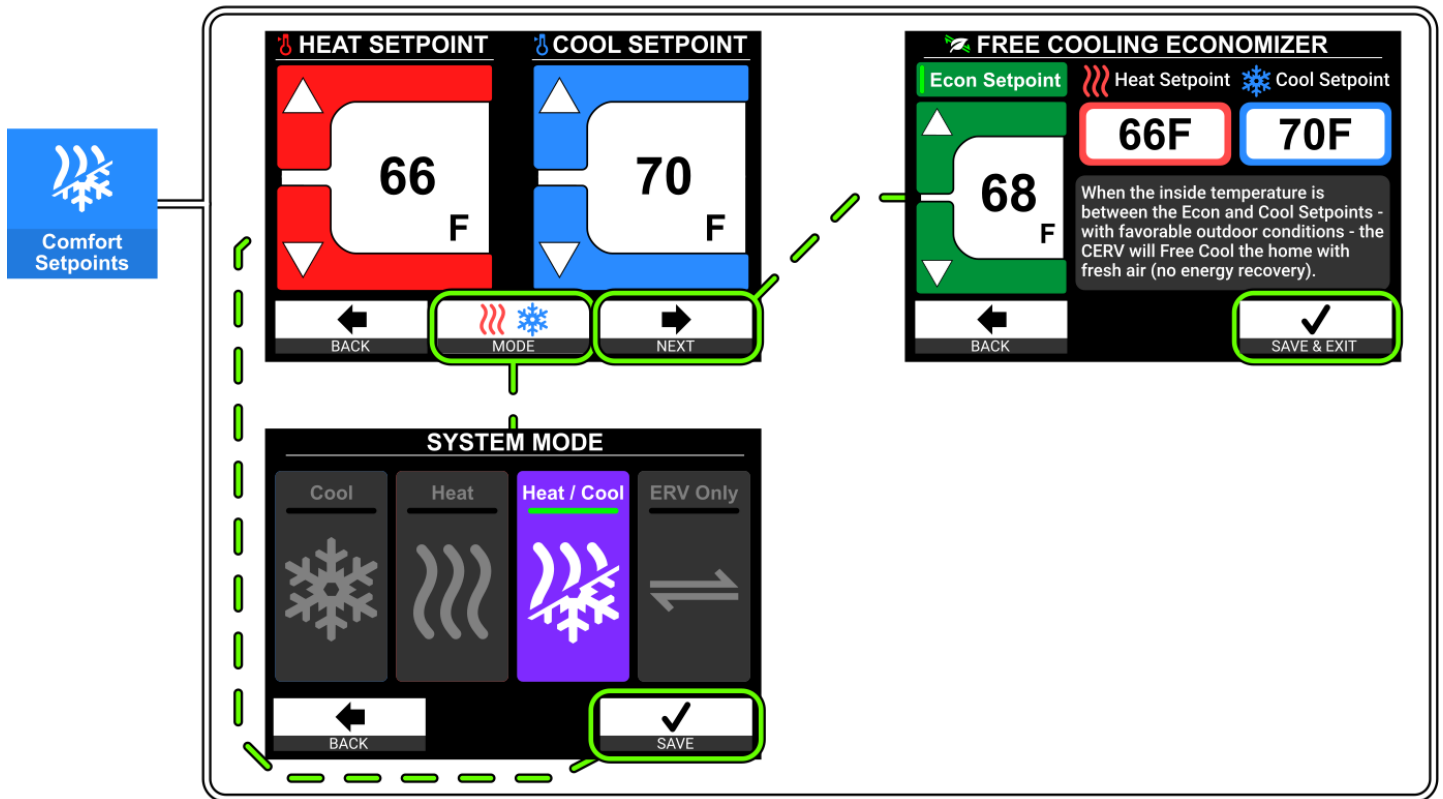 Comfort
Setpoints
HEAT SETPOINT
COOL SETPOINT
66
F
70
F
BACK
MODE
NEXT
FREE COOLING ECONOMIZER
Econ Setpoint
Heat Setpoint
Cool Setpoint
68
F
66F
70F
When the inside temperature is
between the Econ and Cool Setpoints -
with favorable outdoor conditions - the
CERV will Free Cool the home with
fresh air (no energy recovery).
BACK
SAVE & EXIT
SYSTEM MODE
Cool
Heat
Heat / Cool
ERV Only
BACK
SAVE